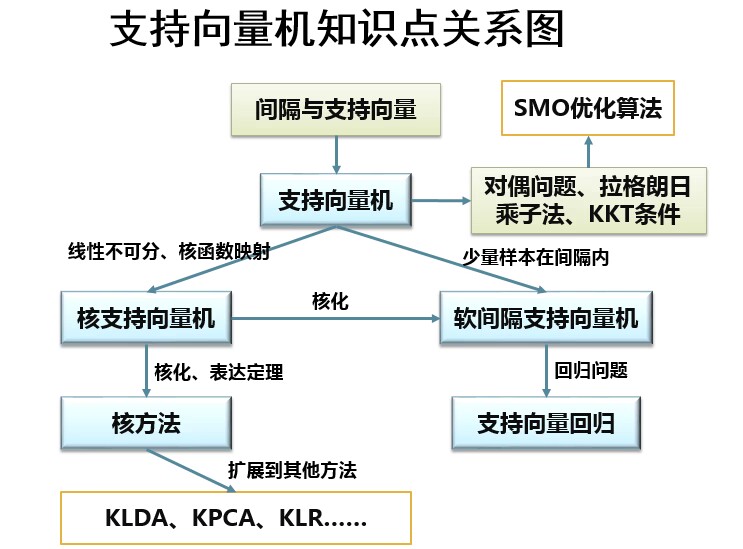 支持向量机知识点关系图
间隔与支持向量
SMO优化算法
支持向量机
对偶问题、拉格朗日
乘子法、KKT条件
线性不可分、核函数映射
少量样本在间隔内
核支持向量机
核化
软间隔支持向量机
核化、表达定理
回归问题
核方法
支持向量回归
扩展到其他方法
KLDA、KPCA、KLR......